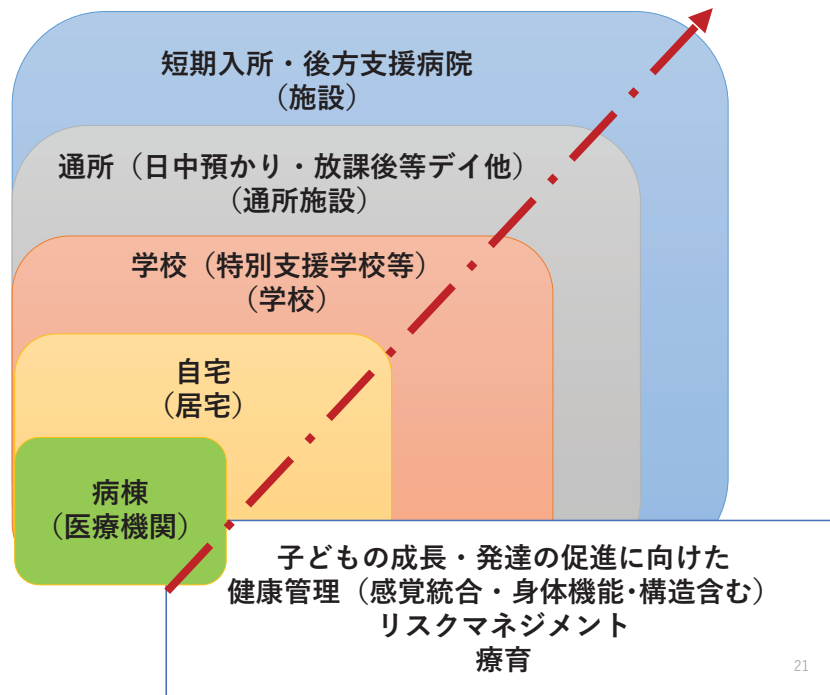 短期入所・後方支援病院
（施設）
通所（日中預かり・放課後等デイ他）
（通所施設）
学校（特別支援学校等）
（学校）
自宅
（居宅）
病棟
（医療機関）
子どもの成長・発達の促進に向けた
健康管理（感覚統合・身体機能･構造含む）
リスクマネジメント
療育
21